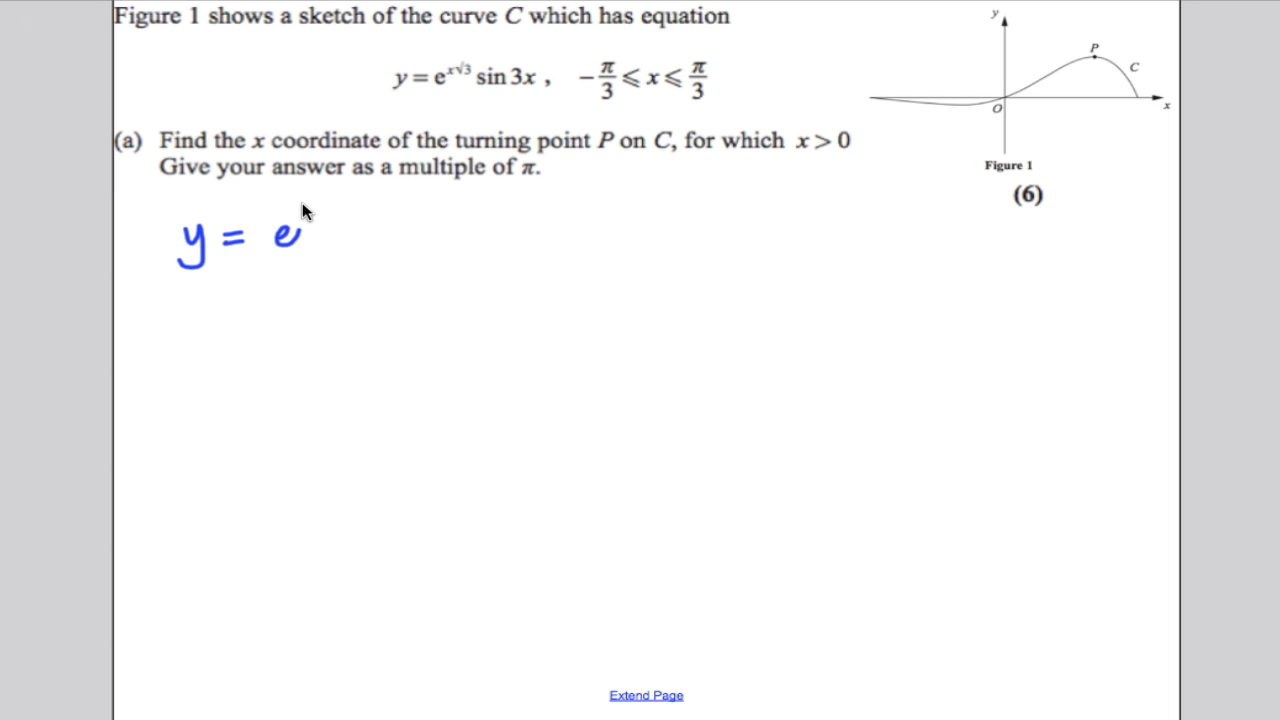 Figure 1 shows a sketch of the curve C which has equation
y = e^{x√3} sin 3x ,   −π/3 ⩽ x ⩽ π/3
(a) Find the x coordinate of the turning point P on C, for which x > 0
Give your answer as a multiple of π.
y
P
C
O
x
Figure 1
(6)
y = e
Extend Page